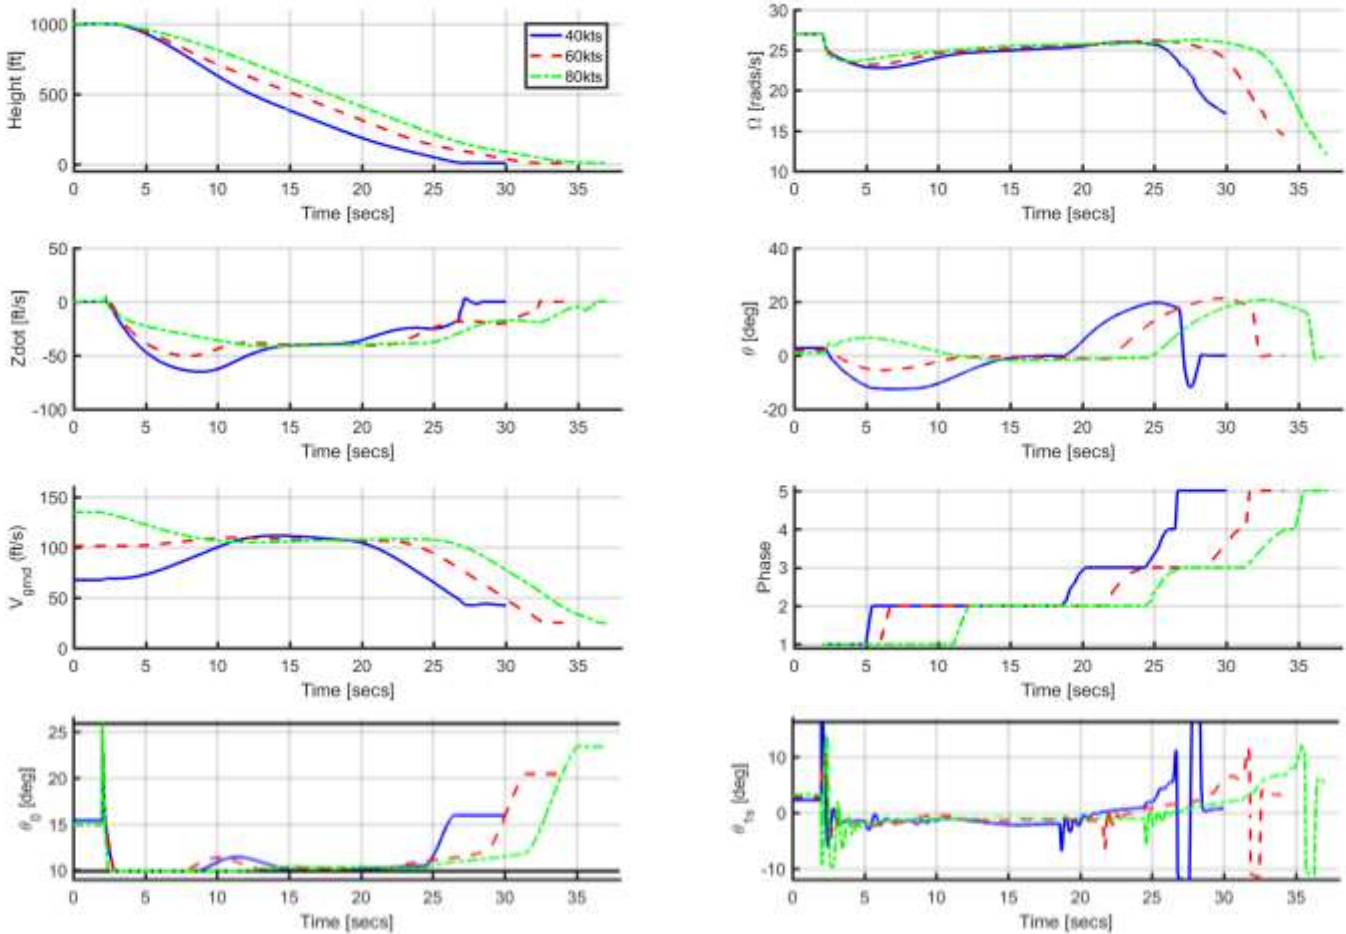 Height [ft]
1000
500
0
40kts
60kts
80kts
0 5 10 15 20 25 30 35
Time [secs]
Ω [rads/s]
30
25
20
15
10
0 5 10 15 20 25 30 35
Time [secs]
Zdot [ft/s]
50
0
-50
-100
0 5 10 15 20 25 30 35
Time [secs]
θ [deg]
40
20
0
-20
0 5 10 15 20 25 30 35
Time [secs]
V_grnd (ft/s)
150
100
50
0
0 5 10 15 20 25 30 35
Time [secs]
Phase
5
4
3
2
1
0 5 10 15 20 25 30 35
Time [secs]
θ_0 [deg]
25
20
15
10
0 5 10 15 20 25 30 35
Time [secs]
θ_1s [deg]
10
0
-10
0 5 10 15 20 25 30 35
Time [secs]